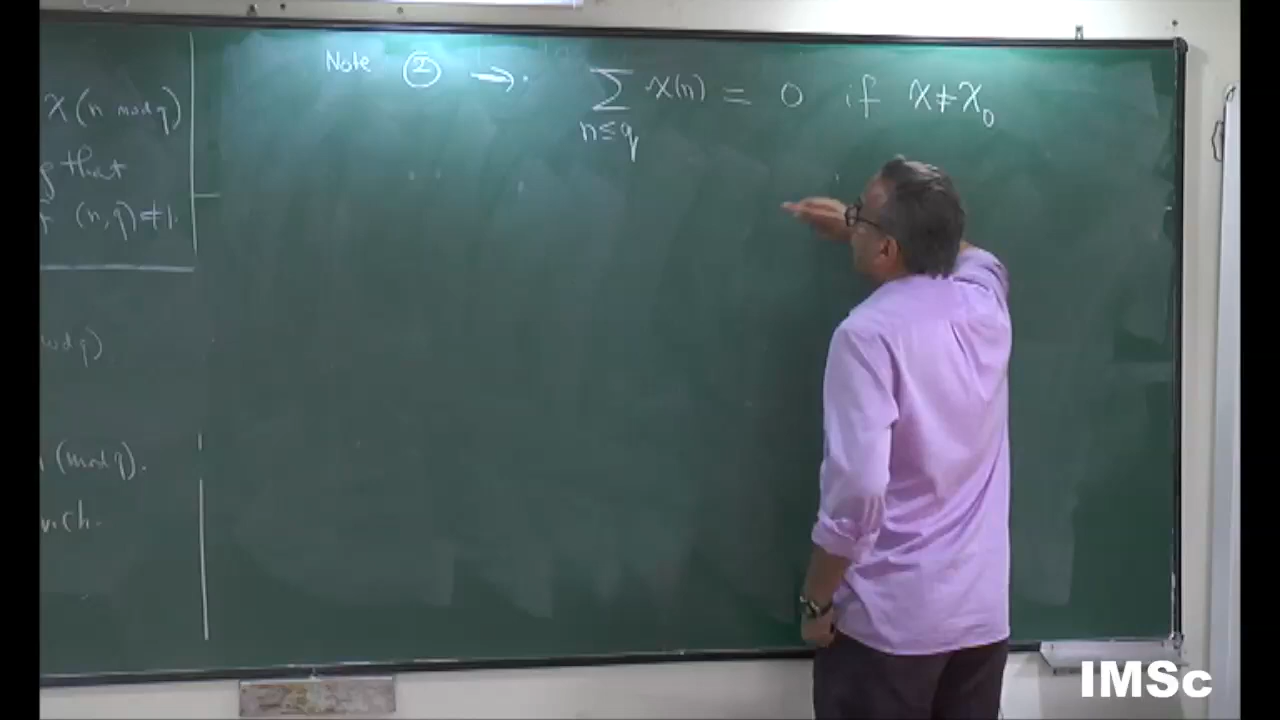 χ(n mod q)
that
(n,q)≠1.
mod q)
(mod q).
Note ② → Σ χ(n) = 0 if χ≠χ₀
n≤q
IMSc